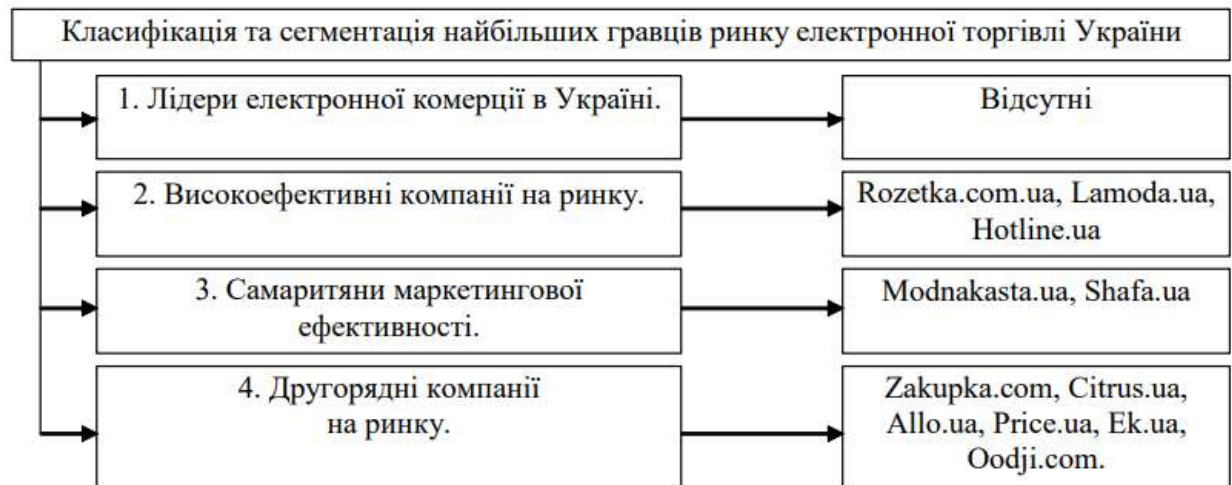 Класифікація та сегментація найбільших гравців ринку електронної торгівлі України
1. Лідери електронної комерції в Україні.
Відсутні
2. Високоефективні компанії на ринку.
Rozetka.com.ua, Lamoda.ua,
Hotline.ua
3. Самаритяни маркетингової
ефективності.
Modnakasta.ua, Shafa.ua
4. Другорядні компанії
на ринку.
Zakupka.com, Citrus.ua,
Allo.ua, Price.ua, Ek.ua,
Oodji.com.